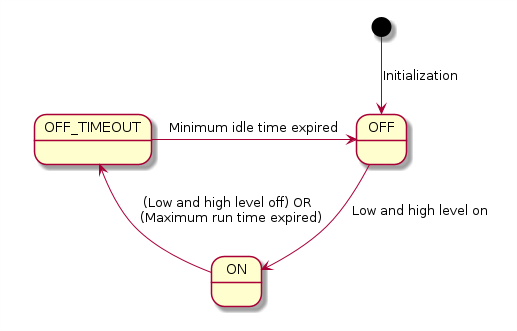 Initialization
OFF_TIMEOUT
Minimum idle time expired
OFF
(Low and high level off) OR
(Maximum run time expired)
Low and high level on
ON